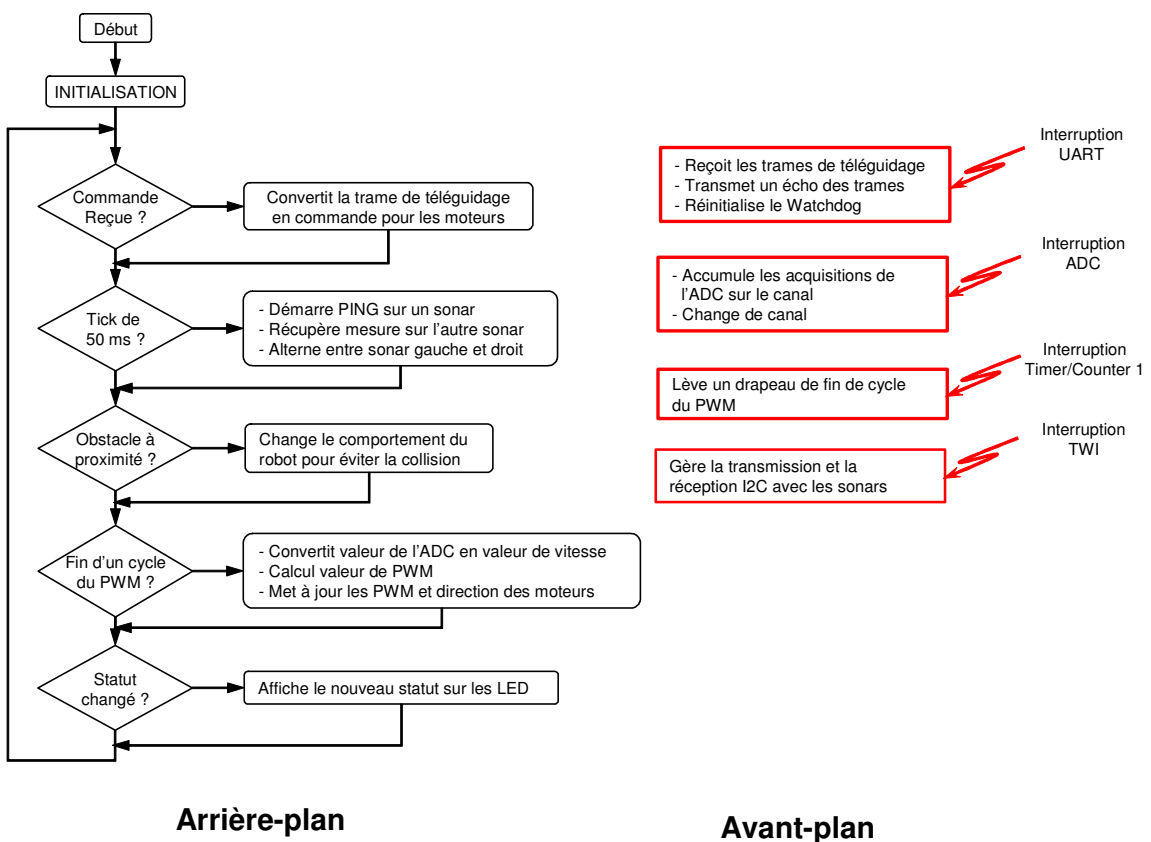 Début
INITIALISATION
Commande
Reçue ?
Convertit la trame de téléguidage
en commande pour les moteurs
Tick de
50 ms ?
- Démarre PING sur un sonar
- Récupère mesure sur l'autre sonar
- Alterne entre sonar gauche et droit
Obstacle à
proximité ?
Change le comportement du
robot pour éviter la collision
Fin d'un cycle
du PWM ?
- Convertit valeur de l'ADC en valeur de vitesse
- Calcul valeur de PWM
- Met à jour les PWM et direction des moteurs
Statut
changé ?
Affiche le nouveau statut sur les LED
Arrière-plan
Interruption
UART
- Reçoit les trames de téléguidage
- Transmet un écho des trames
- Réinitialise le Watchdog
Interruption
ADC
- Accumule les acquisitions de
l'ADC sur le canal
- Change de canal
Interruption
Timer/Counter 1
Lève un drapeau de fin de cycle
du PWM
Interruption
TWI
Gère la transmission et la
réception I2C avec les sonars
Avant-plan